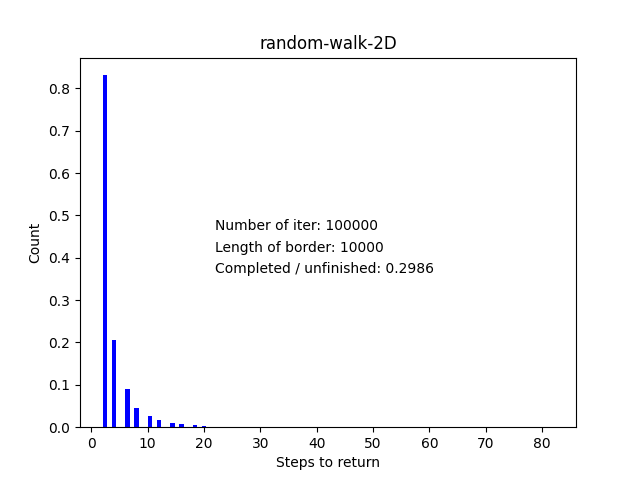 random-walk-2D
0.8
0.7
0.6
0.5
0.4
0.3
0.2
0.1
0.0
Count
Number of iter: 100000
Length of border: 10000
Completed / unfinished: 0.2986
0 10 20 30 40 50 60 70 80
Steps to return